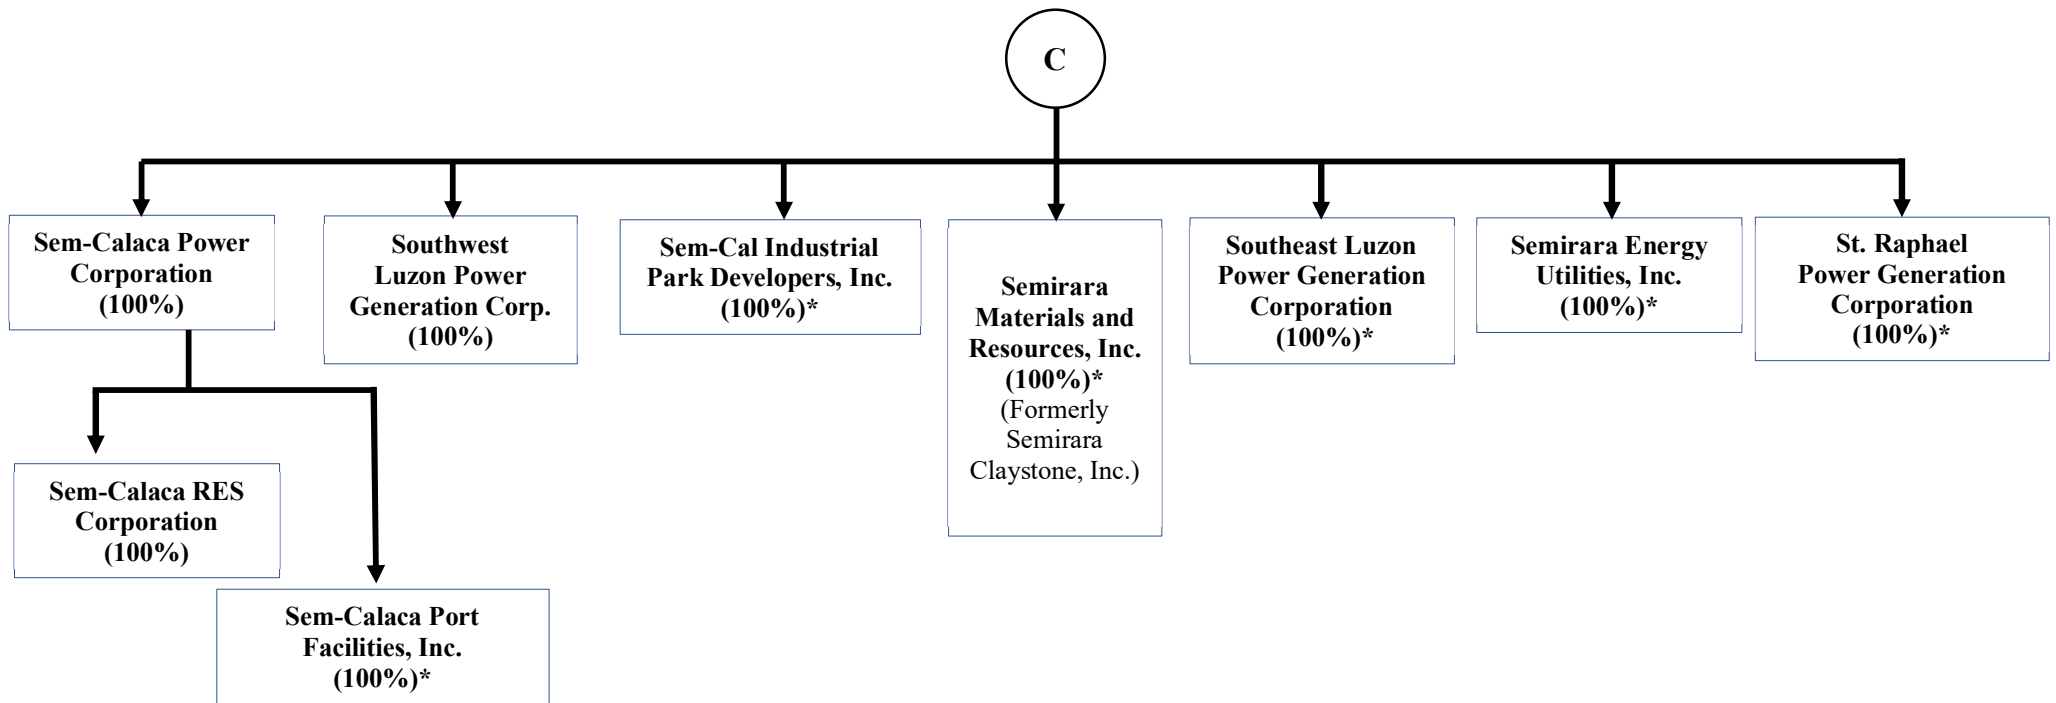 C
Sem-Calaca Power
Corporation
(100%)
Southwest
Luzon Power
Generation Corp.
(100%)
Sem-Cal Industrial
Park Developers, Inc.
(100%)*
Semirara
Materials and
Resources, Inc.
(100%)*
(Formerly
Semirara
Claystone, Inc.)
Southeast Luzon
Power Generation
Corporation
(100%)*
Semirara Energy
Utilities, Inc.
(100%)*
St. Raphael
Power Generation
Corporation
(100%)*
Sem-Calaca RES
Corporation
(100%)
Sem-Calaca Port
Facilities, Inc.
(100%)*